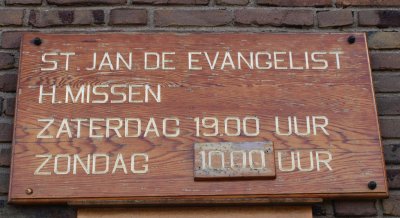 ST. JAN DE EVANGELIST
H. MISSEN
ZATERDAG 19.00 UUR
ZONDAG 10.00 UUR